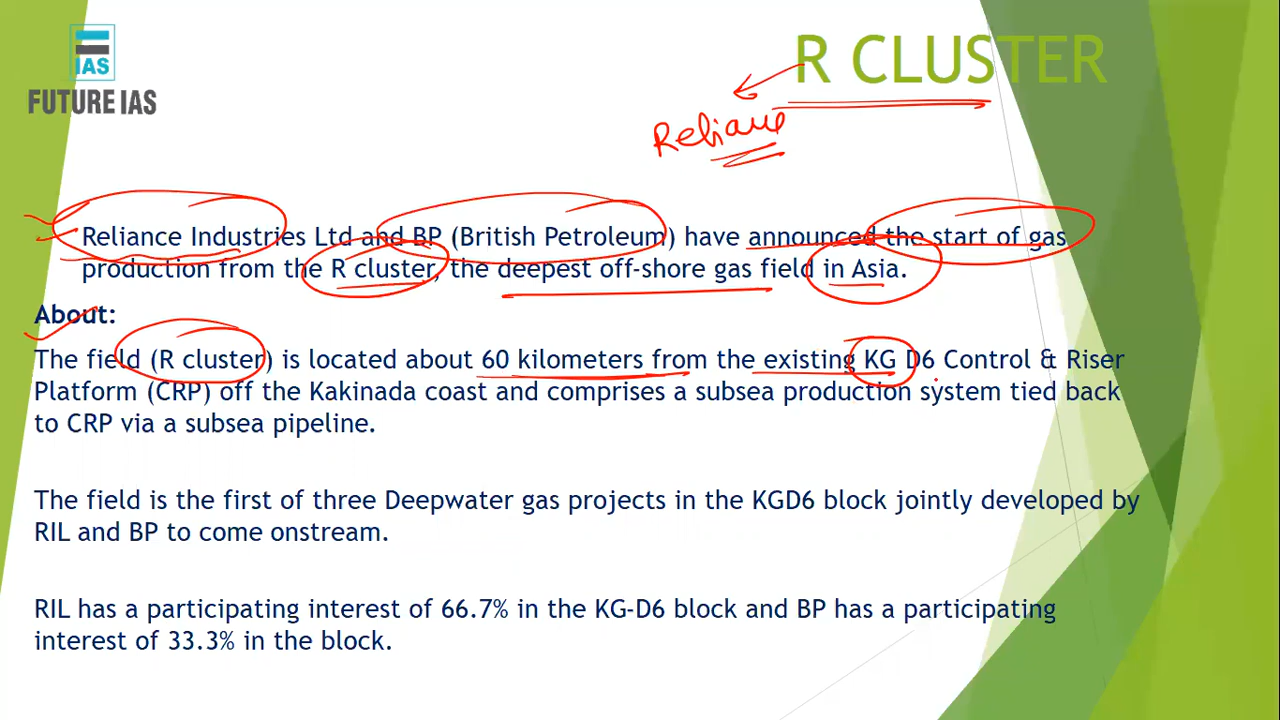 IAS
FUTURE IAS
R CLUSTER
Reliance
Reliance Industries Ltd and BP (British Petroleum) have announced the start of gas
production from the R cluster, the deepest off-shore gas field in Asia.
About:
The field (R cluster) is located about 60 kilometers from the existing KG D6 Control & Riser
Platform (CRP) off the Kakinada coast and comprises a subsea production system tied back
to CRP via a subsea pipeline.
The field is the first of three Deepwater gas projects in the KGD6 block jointly developed by
RIL and BP to come onstream.
RIL has a participating interest of 66.7% in the KG-D6 block and BP has a participating
interest of 33.3% in the block.